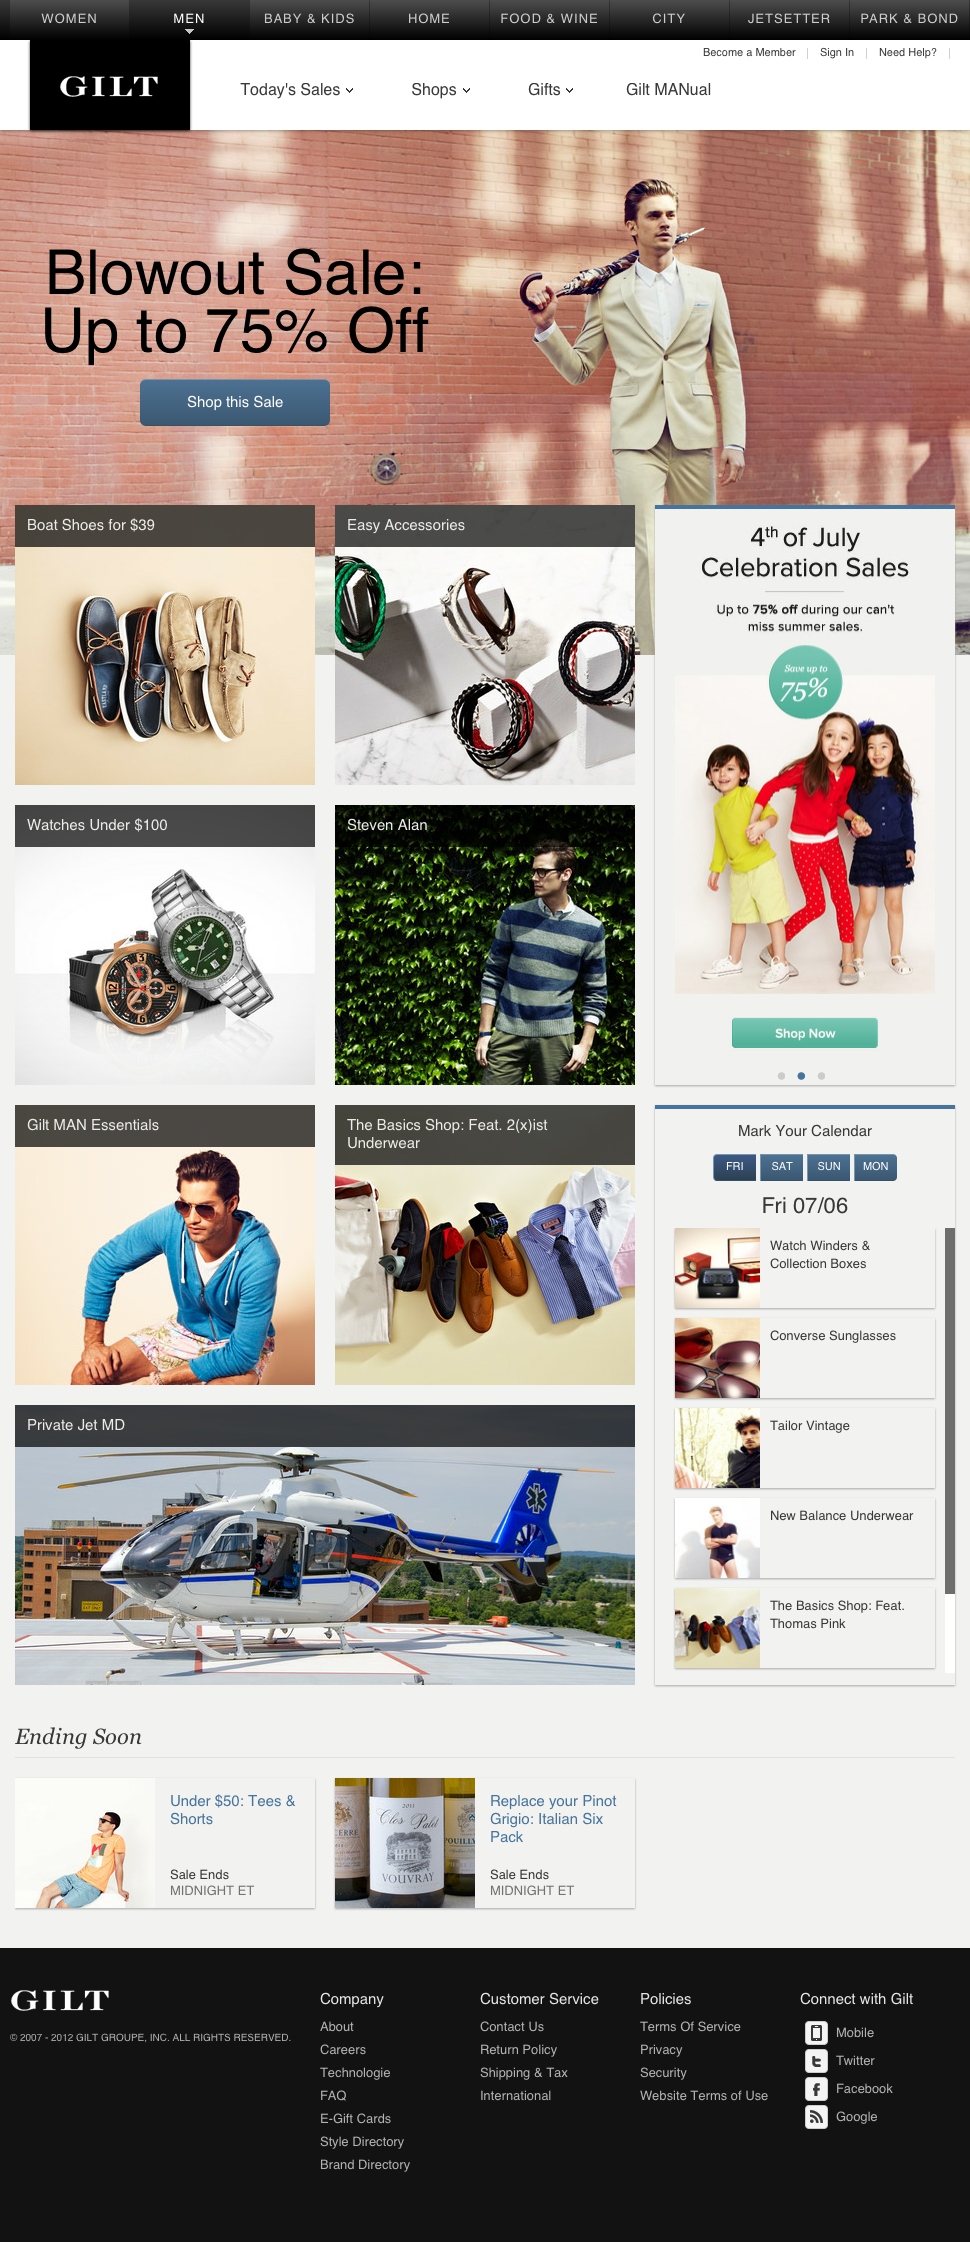 WOMEN
MEN
BABY & KIDS
HOME
FOOD & WINE
CITY
JETSETTER
PARK & BOND
Become a Member
Sign In
Need Help?
GILT
Today's Sales
Shops
Gifts
Gilt MANual
Blowout Sale:
Up to 75% Off
Shop this Sale
Boat Shoes for $39
Easy Accessories
4th of July
Celebration Sales
Up to 75% off during our can't
miss summer sales.
Save up to
75%
Shop Now
Watches Under $100
Steven Alan
Gilt MAN Essentials
The Basics Shop: Feat. 2(x)ist
Underwear
Mark Your Calendar
FRI
SAT
SUN
MON
Fri 07/06
Watch Winders &
Collection Boxes
Converse Sunglasses
Tailor Vintage
New Balance Underwear
The Basics Shop: Feat.
Thomas Pink
Private Jet MD
Ending Soon
Under $50: Tees &
Shorts
Sale Ends
MIDNIGHT ET
2011
Clos Palet
VOUVRAY
Replace your Pinot
Grigio: Italian Six
Pack
Sale Ends
MIDNIGHT ET
GILT
© 2007 - 2012 GILT GROUPE, INC. ALL RIGHTS RESERVED.
Company
About
Careers
Technologie
FAQ
E-Gift Cards
Style Directory
Brand Directory
Customer Service
Contact Us
Return Policy
Shipping & Tax
International
Policies
Terms Of Service
Privacy
Security
Website Terms of Use
Connect with Gilt
Mobile
Twitter
Facebook
Google